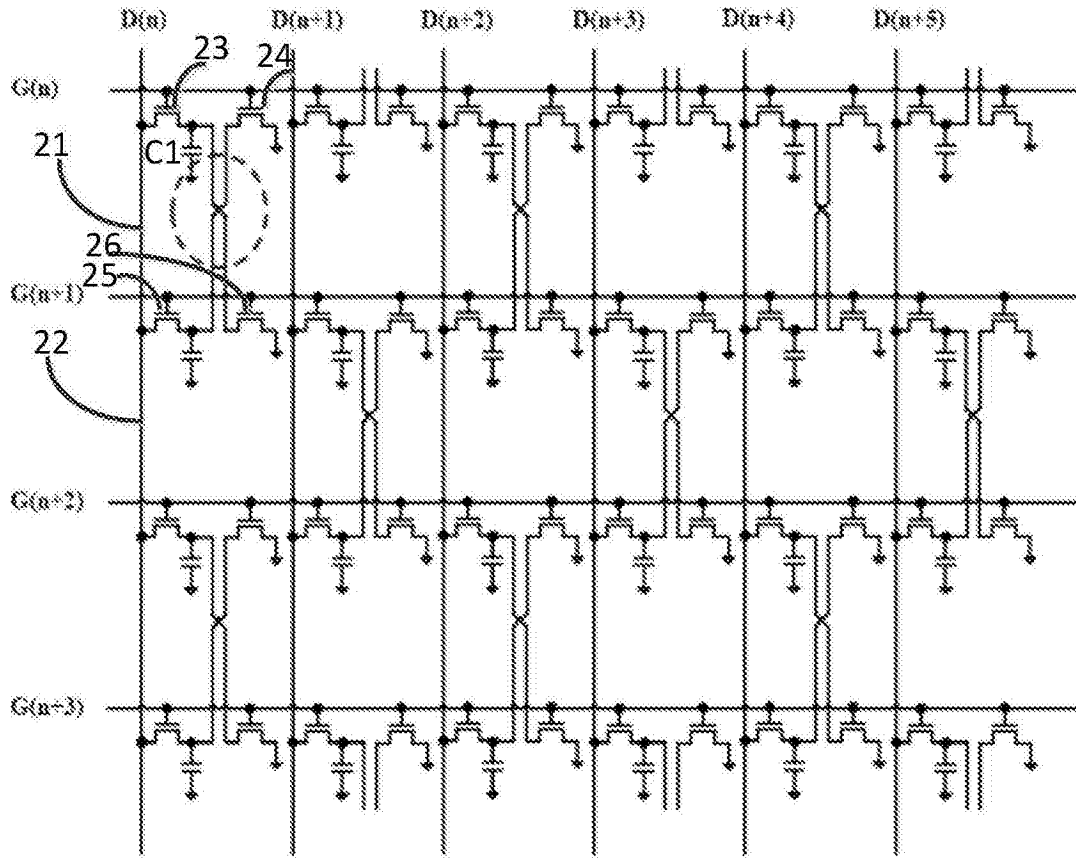 D(n) D(n+1) D(n+2) D(n+3) D(n+4) D(n+5)
23 24
G(n)
21
C1
26
25
G(n+1)
22
G(n+2)
G(n+3)